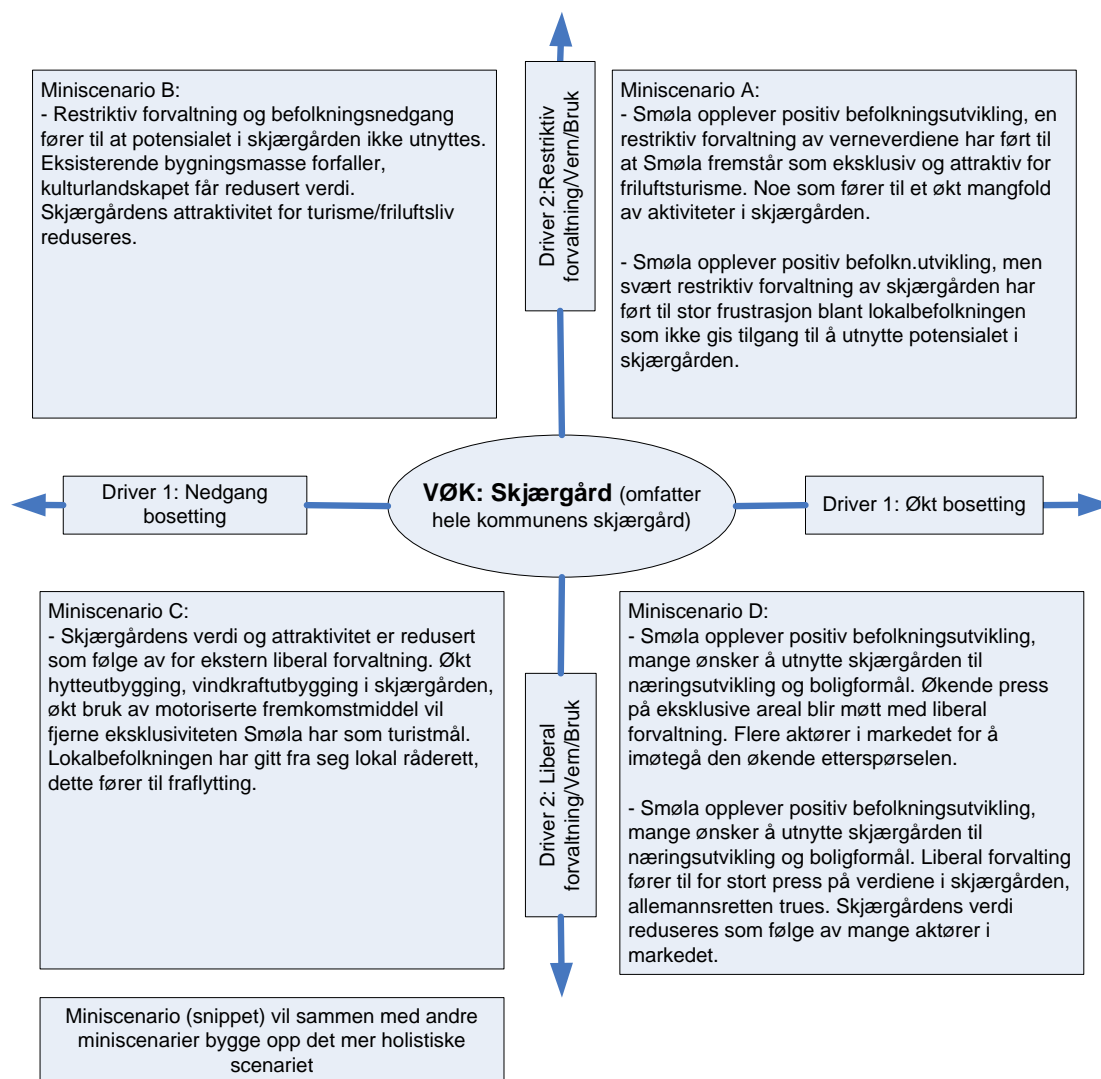 Miniscenario B:
- Restriktiv forvaltning og befolkningsnedgang
fører til at potensialet i skjærgården ikke utnyttes.
Eksisterende bygningsmasse forfaller,
kulturlandskapet får redusert verdi.
Skjærgårdens attraktivitet for turisme/friluftsliv
reduseres.
Driver 2:Restriktiv
forvaltning/Vern/Bruk
Miniscenario A:
- Smøla opplever positiv befolkningsutvikling, en
restriktiv forvaltning av verneverdiene har ført til
at Smøla fremstår som eksklusiv og attraktiv for
friluftsturisme. Noe som fører til et økt mangfold
av aktiviteter i skjærgården.
- Smøla opplever positiv befolkn.utvikling, men
svært restriktiv forvaltning av skjærgården har
ført til stor frustrasjon blant lokalbefolkningen
som ikke gis tilgang til å utnytte potensialet i
skjærgården.
Driver 1: Nedgang
bosetting
VØK: Skjærgård (omfatter
hele kommunens skjærgård)
Driver 1: Økt bosetting
Miniscenario C:
- Skjærgårdens verdi og attraktivitet er redusert
som følge av for ekstern liberal forvaltning. Økt
hytteutbygging, vindkraftutbygging i skjærgården,
økt bruk av motoriserte fremkomstmiddel vil
fjerne eksklusiviteten Smøla har som turistmål.
Lokalbefolkningen har gitt fra seg lokal råderett,
dette fører til fraflytting.
Driver 2: Liberal
forvaltning/Vern/Bruk
Miniscenario D:
- Smøla opplever positiv befolkningsutvikling,
mange ønsker å utnytte skjærgården til
næringsutvikling og boligformål. Økende press
på eksklusive areal blir møtt med liberal
forvaltning. Flere aktører i markedet for å
imøtegå den økende etterspørselen.
- Smøla opplever positiv befolkningsutvikling,
mange ønsker å utnytte skjærgården til
næringsutvikling og boligformål. Liberal forvalting
fører til for stort press på verdiene i skjærgården,
allemannsretten trues. Skjærgårdens verdi
reduseres som følge av mange aktører i
markedet.
Miniscenario (snippet) vil sammen med andre
miniscenarier bygge opp det mer holistiske
scenariet